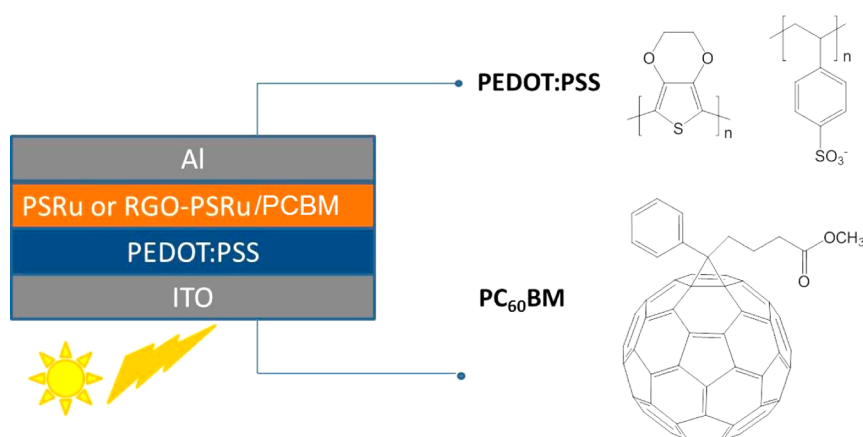 Al
PSRu or RGO-PSRu/PCBM
PEDOT:PSS
ITO
PEDOT:PSS
O
O
S
n
n
SO3-
PC60BM
OCH3
O